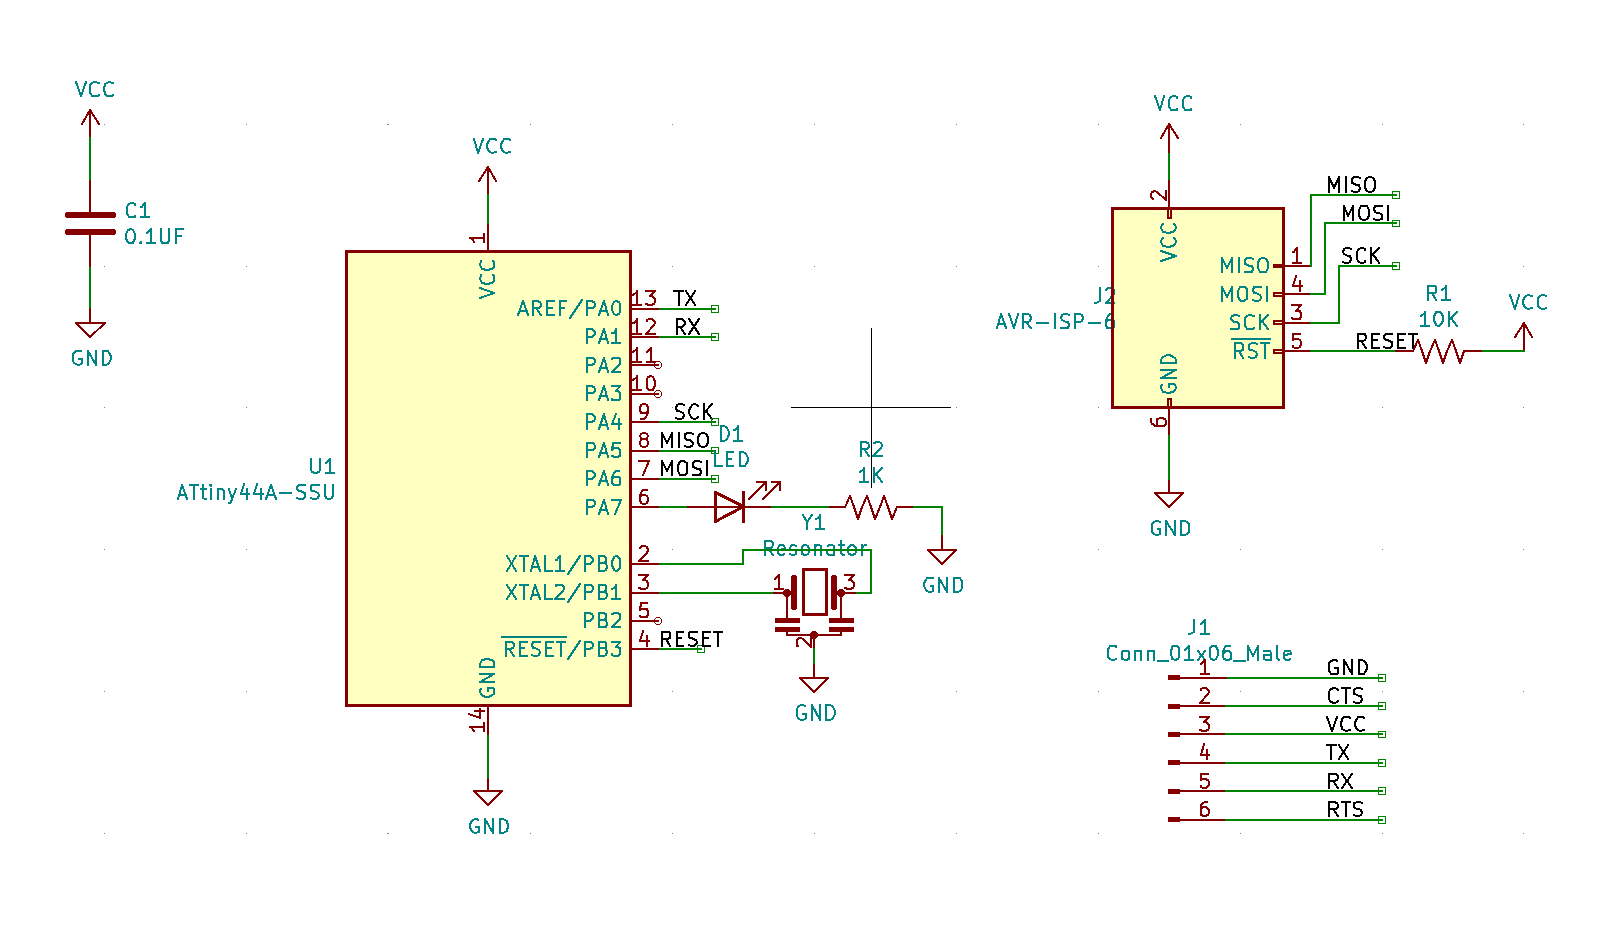 VCC
C1
0.1UF
GND
VCC
1
VCC
U1
ATtiny44A-SSU
AREF/PA0 13 TX
PA1 12 RX
PA2 11
PA3 10
PA4 9 SCK
PA5 8 MISO
PA6 7 MOSI
PA7 6
XTAL1/PB0 2
XTAL2/PB1 3
PB2 5
RESET/PB3 4 RESET
GND
14
GND
D1
LED
R2
1K
GND
Y1
Resonator
1 3
2
GND
VCC
2
VCC
J2
AVR-ISP-6
MISO 1 MISO
MOSI 4 MOSI
SCK 3 SCK
RST 5 RESET
GND
6
GND
R1
10K
VCC
J1
Conn_01x06_Male
1 GND
2 CTS
3 VCC
4 TX
5 RX
6 RTS